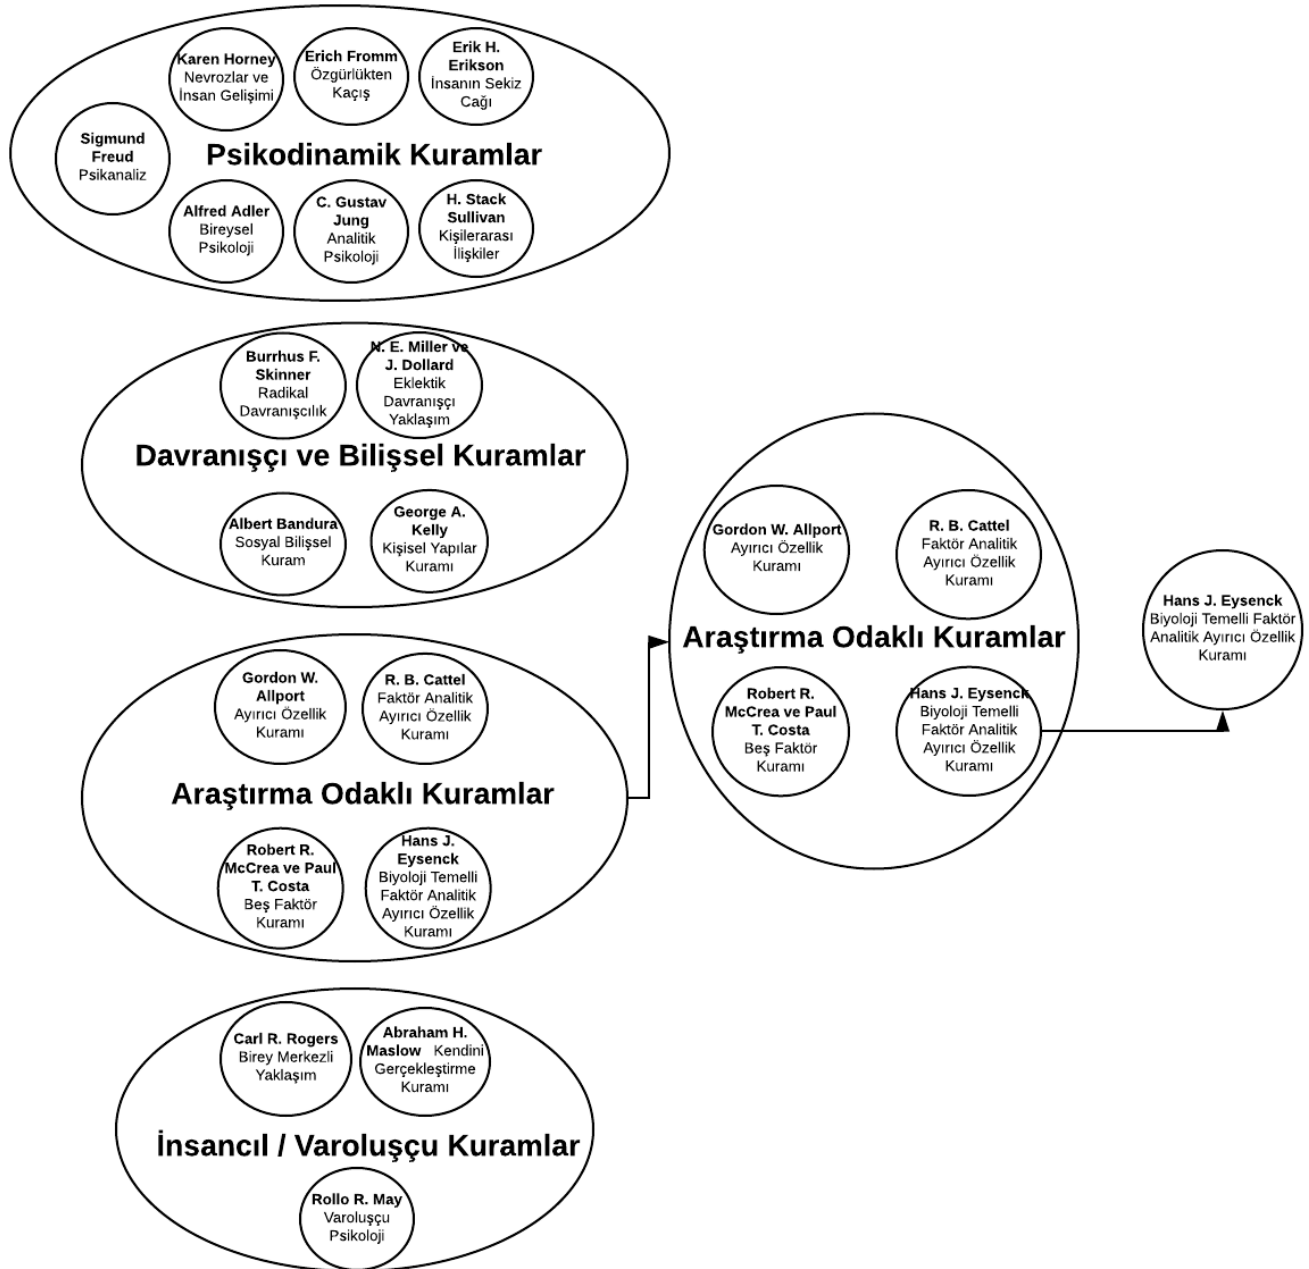 Karen Horney
Nevrozlar ve
İnsan Gelişimi
Erich Fromm
Özgürlükten
Kaçış
Erik H.
Erikson
İnsanın Sekiz
Çağı
Sigmund
Freud
Psikanaliz
Psikodinamik Kuramlar
Alfred Adler
Bireysel
Psikoloji
C. Gustav
Jung
Analitik
Psikoloji
H. Stack
Sullivan
Kişilerarası
İlişkiler
Burrhus F.
Skinner
Radikal
Davranışcılık
N. E. Miller ve
J. Dollard
Eklektik
Davranışçı
Yaklaşım
Davranışçı ve Bilişsel Kuramlar
Albert Bandura
Sosyal Bilişsel
Kuram
George A.
Kelly
Kişisel Yapılar
Kuramı
Gordon W.
Allport
Ayırıcı Özellik
Kuramı
R. B. Cattel
Faktör Analitik
Ayırıcı Özellik
Kuramı
Araştırma Odaklı Kuramlar
Robert R.
McCrea ve Paul
T. Costa
Beş Faktör
Kuramı
Hans J.
Eysenck
Biyoloji Temelli
Faktör Analitik
Ayırıcı Özellik
Kuramı
Carl R. Rogers
Birey Merkezli
Yaklaşım
Abraham H.
Maslow Kendini
Gerçekleştirme
Kuramı
İnsancıl / Varoluşçu Kuramlar
Rollo R. May
Varoluşçu
Psikoloji
Gordon W. Allport
Ayırıcı Özellik
Kuramı
R. B. Cattel
Faktör Analitik
Ayırıcı Özellik
Kuramı
Araştırma Odaklı Kuramlar
Robert R.
McCrea ve Paul
T. Costa
Beş Faktör
Kuramı
Hans J. Eysenck
Biyoloji Temelli
Faktör Analitik
Ayırıcı Özellik
Kuramı
Hans J. Eysenck
Biyoloji Temelli Faktör
Analitik Ayırıcı Özellik
Kuramı